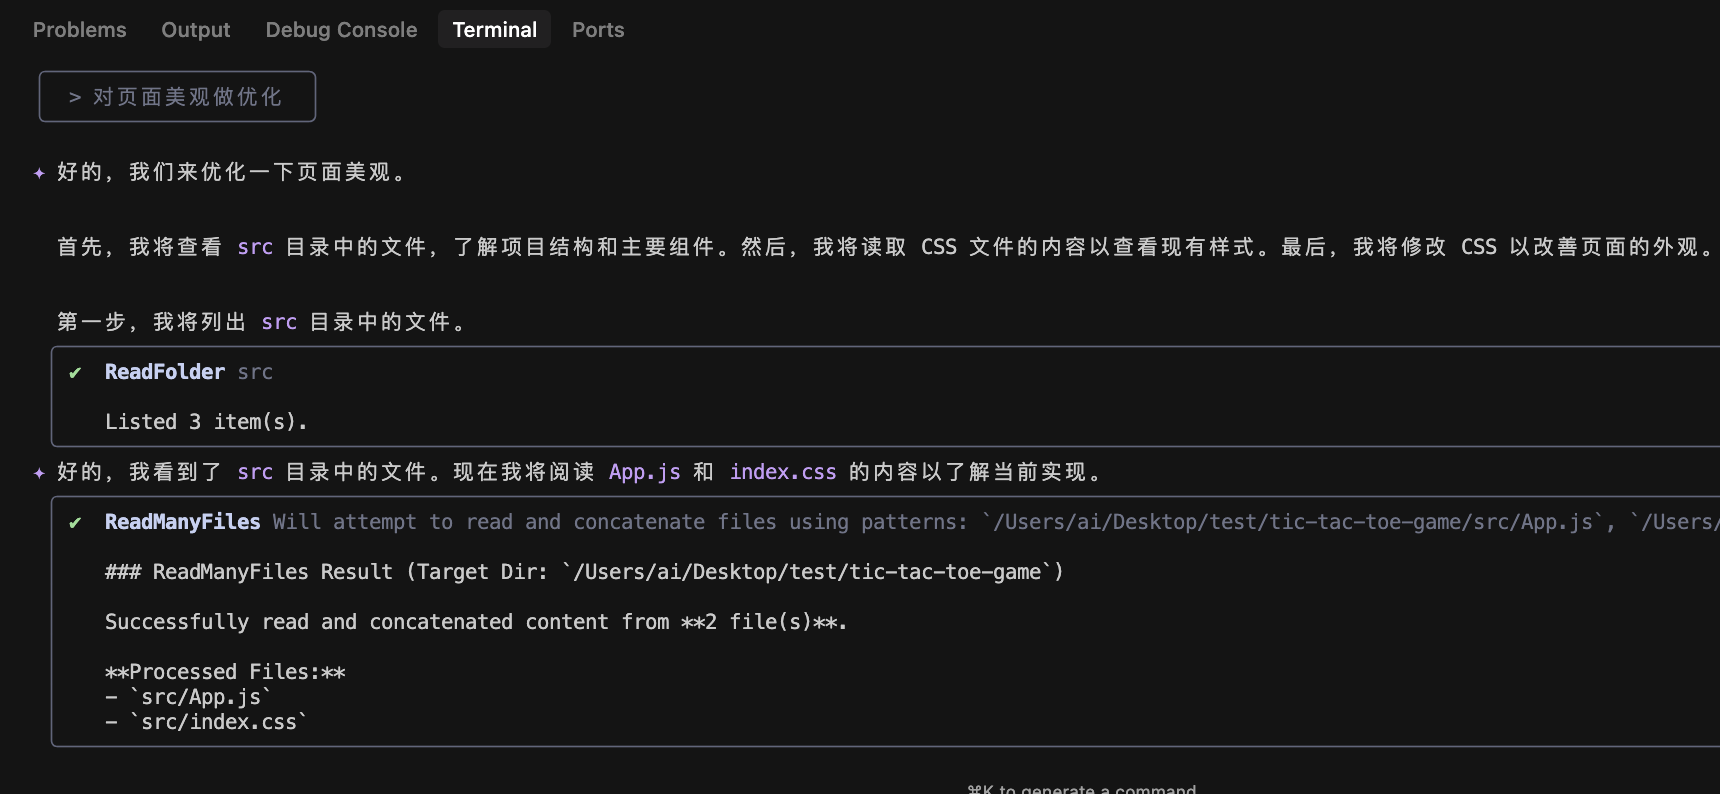 Problems Output Debug Console Terminal Ports
> 对页面美观做优化
✦ 好的，我们来优化一下页面美观。
首先，我将查看 src 目录中的文件，了解项目结构和主要组件。然后，我将读取 CSS 文件的内容以查看现有样式。最后，我将修改 CSS 以改善页面的外观。
第一步，我将列出 src 目录中的文件。
✔ ReadFolder src
Listed 3 item(s).
✦ 好的，我看到了 src 目录中的文件。现在我将阅读 App.js 和 index.css 的内容以了解当前实现。
✔ ReadManyFiles Will attempt to read and concatenate files using patterns: `/Users/ai/Desktop/test/tic-tac-toe-game/src/App.js`, `/Users/
### ReadManyFiles Result (Target Dir: `/Users/ai/Desktop/test/tic-tac-toe-game`)
Successfully read and concatenated content from **2 file(s)**.
**Processed Files:**
- `src/App.js`
- `src/index.css`
⌘K to generate a command